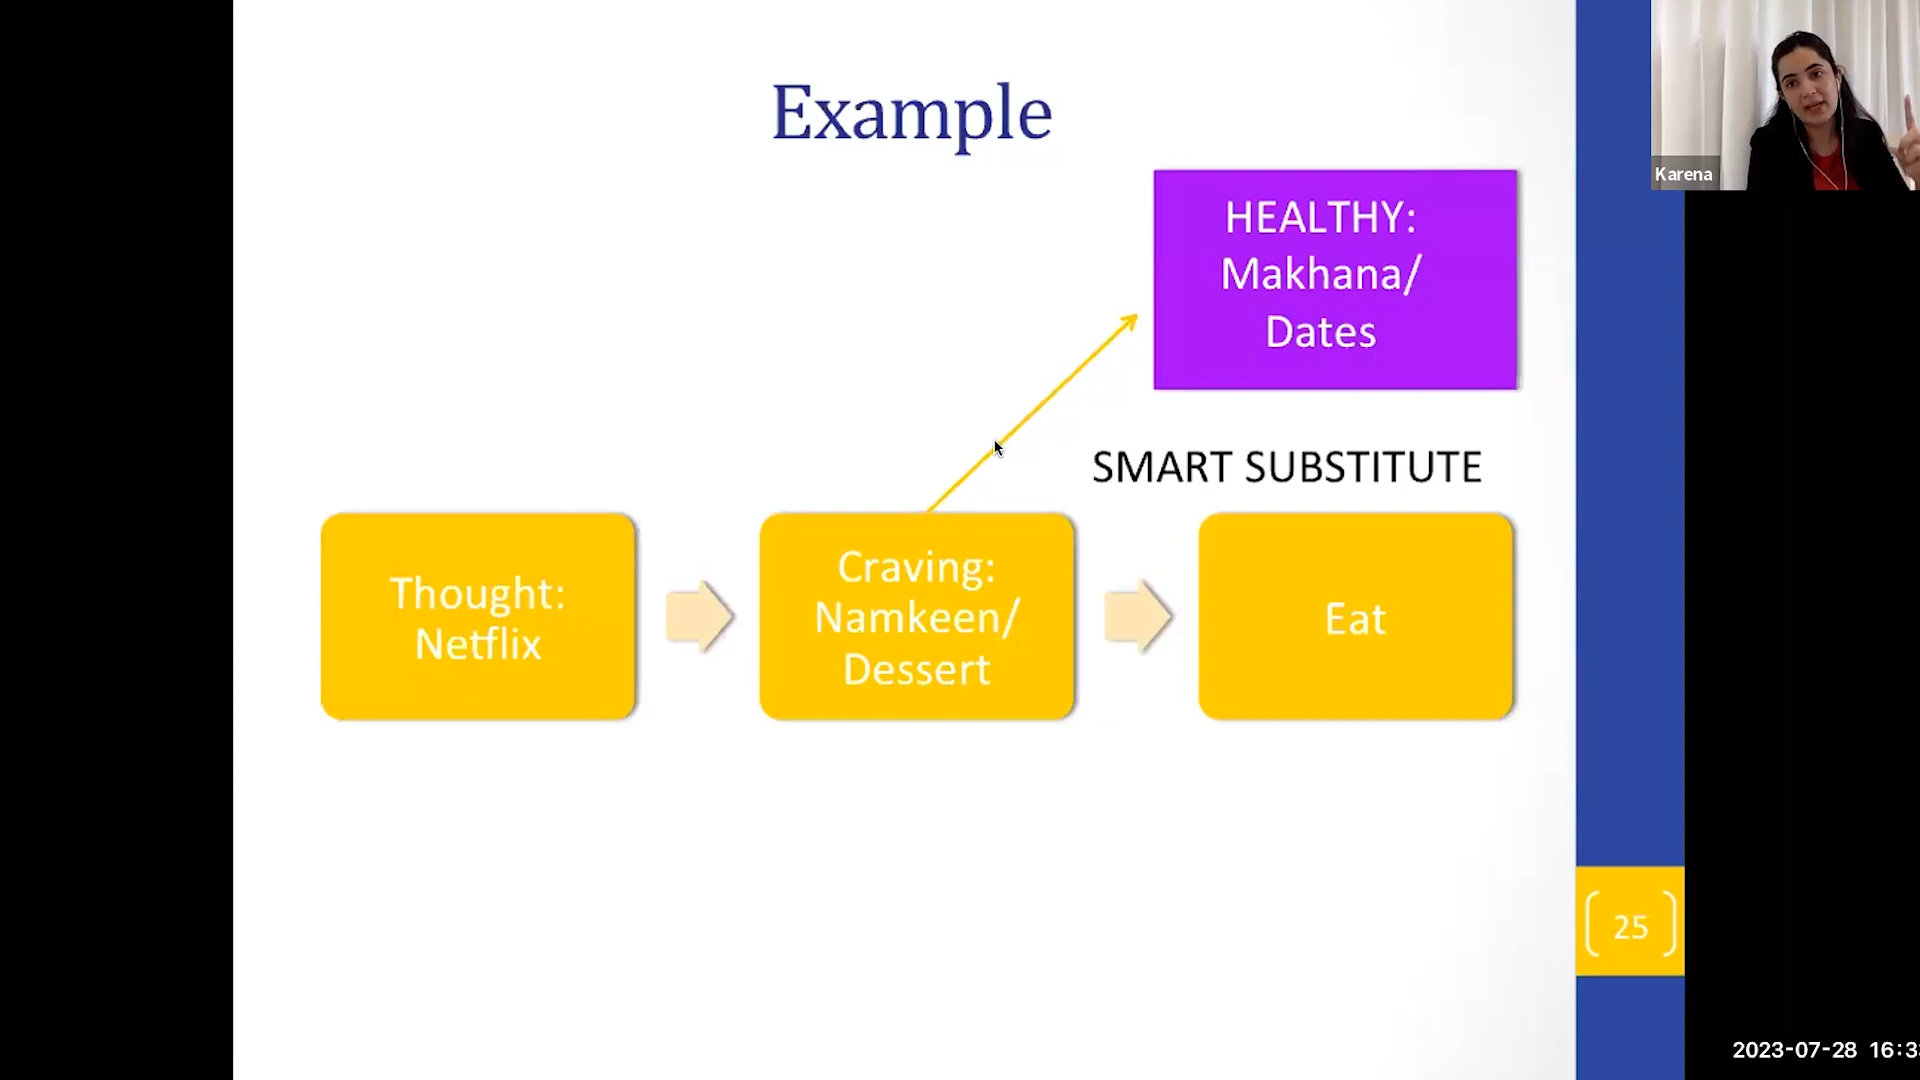 Example
Karena
HEALTHY:
Makhana/
Dates
SMART SUBSTITUTE
Thought:
Netflix
Craving:
Namkeen/
Dessert
Eat
25
2023-07-28 16:3